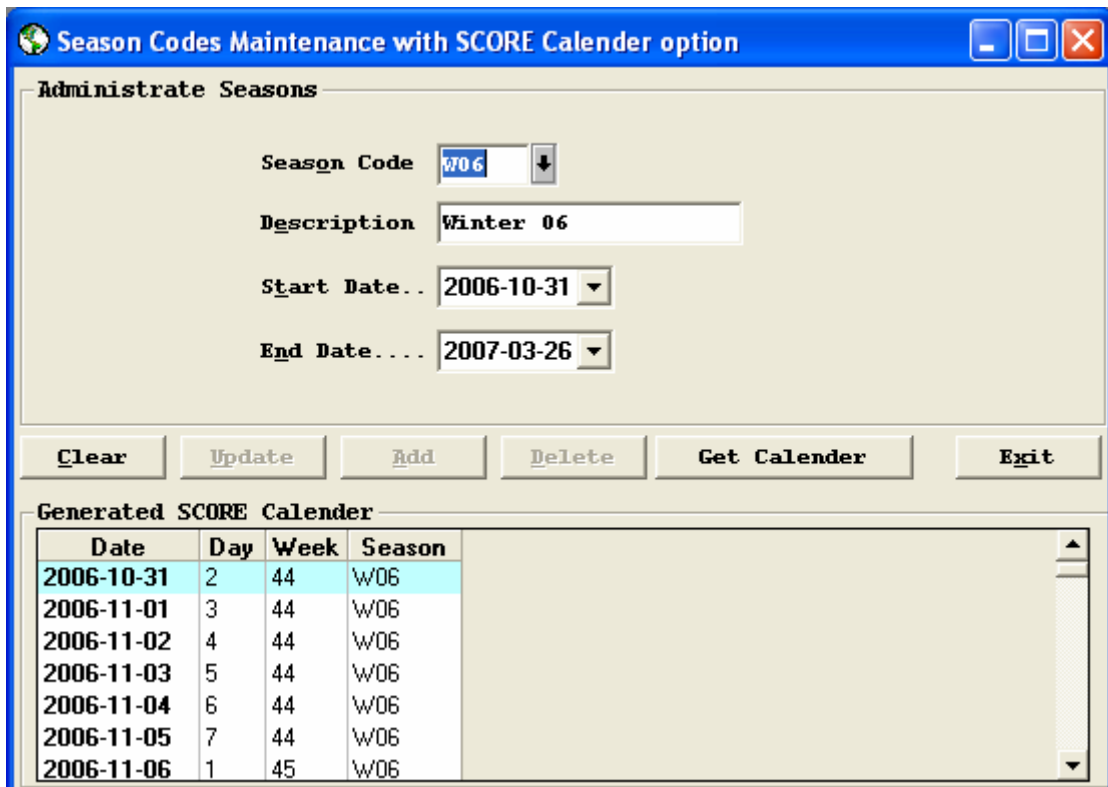 Season Codes Maintenance with SCORE Calender option
Administrate Seasons
Season Code W06
Description Winter 06
Start Date.. 2006-10-31
End Date.... 2007-03-26
Clear Update Add Delete Get Calender Exit
Generated SCORE Calender
Date Day Week Season
2006-10-31 2 44 W06
2006-11-01 3 44 W06
2006-11-02 4 44 W06
2006-11-03 5 44 W06
2006-11-04 6 44 W06
2006-11-05 7 44 W06
2006-11-06 1 45 W06